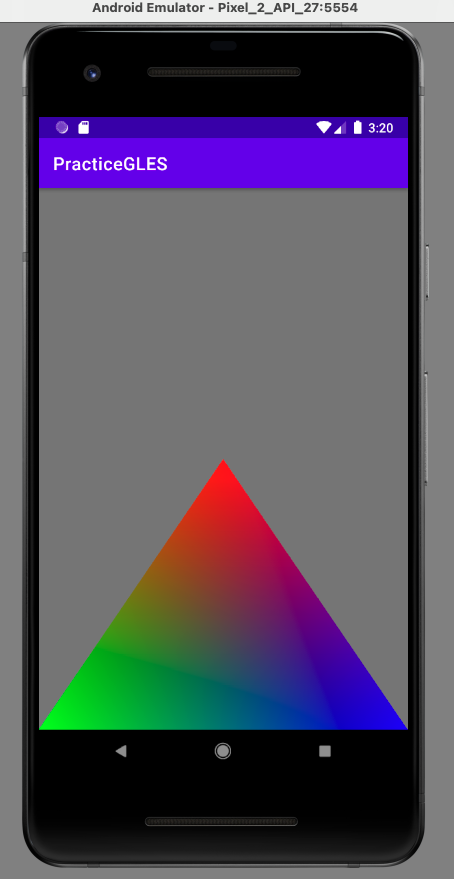 Android Emulator - Pixel_2_API_27:5554
3:20
PracticeGLES